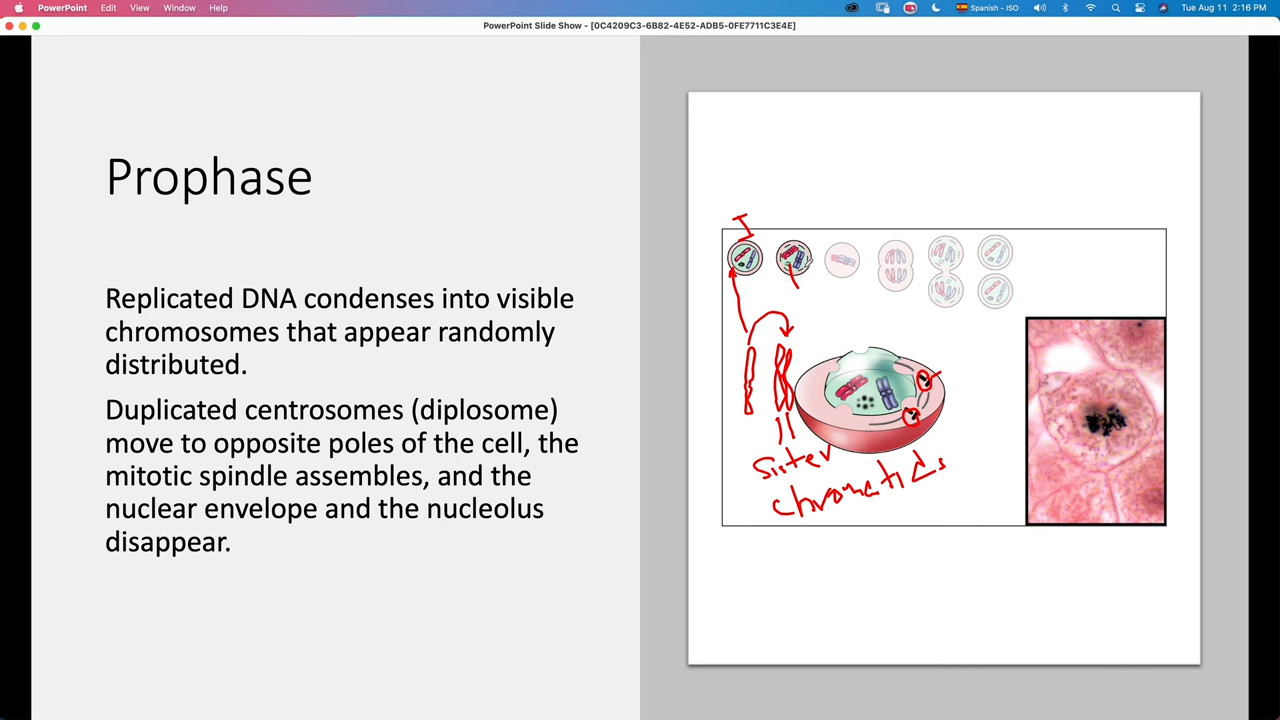 PowerPoint Edit View Window Help Spanish - ISO Tue Aug 11 2:16 PM
PowerPoint Slide Show - [0C4209C3-6B82-4E52-ADB5-0FE7711C3E4E]
Prophase
Replicated DNA condenses into visible
chromosomes that appear randomly
distributed.
Duplicated centrosomes (diplosome)
move to opposite poles of the cell, the
mitotic spindle assembles, and the
nuclear envelope and the nucleolus
disappear.
I
Sister
chromatids